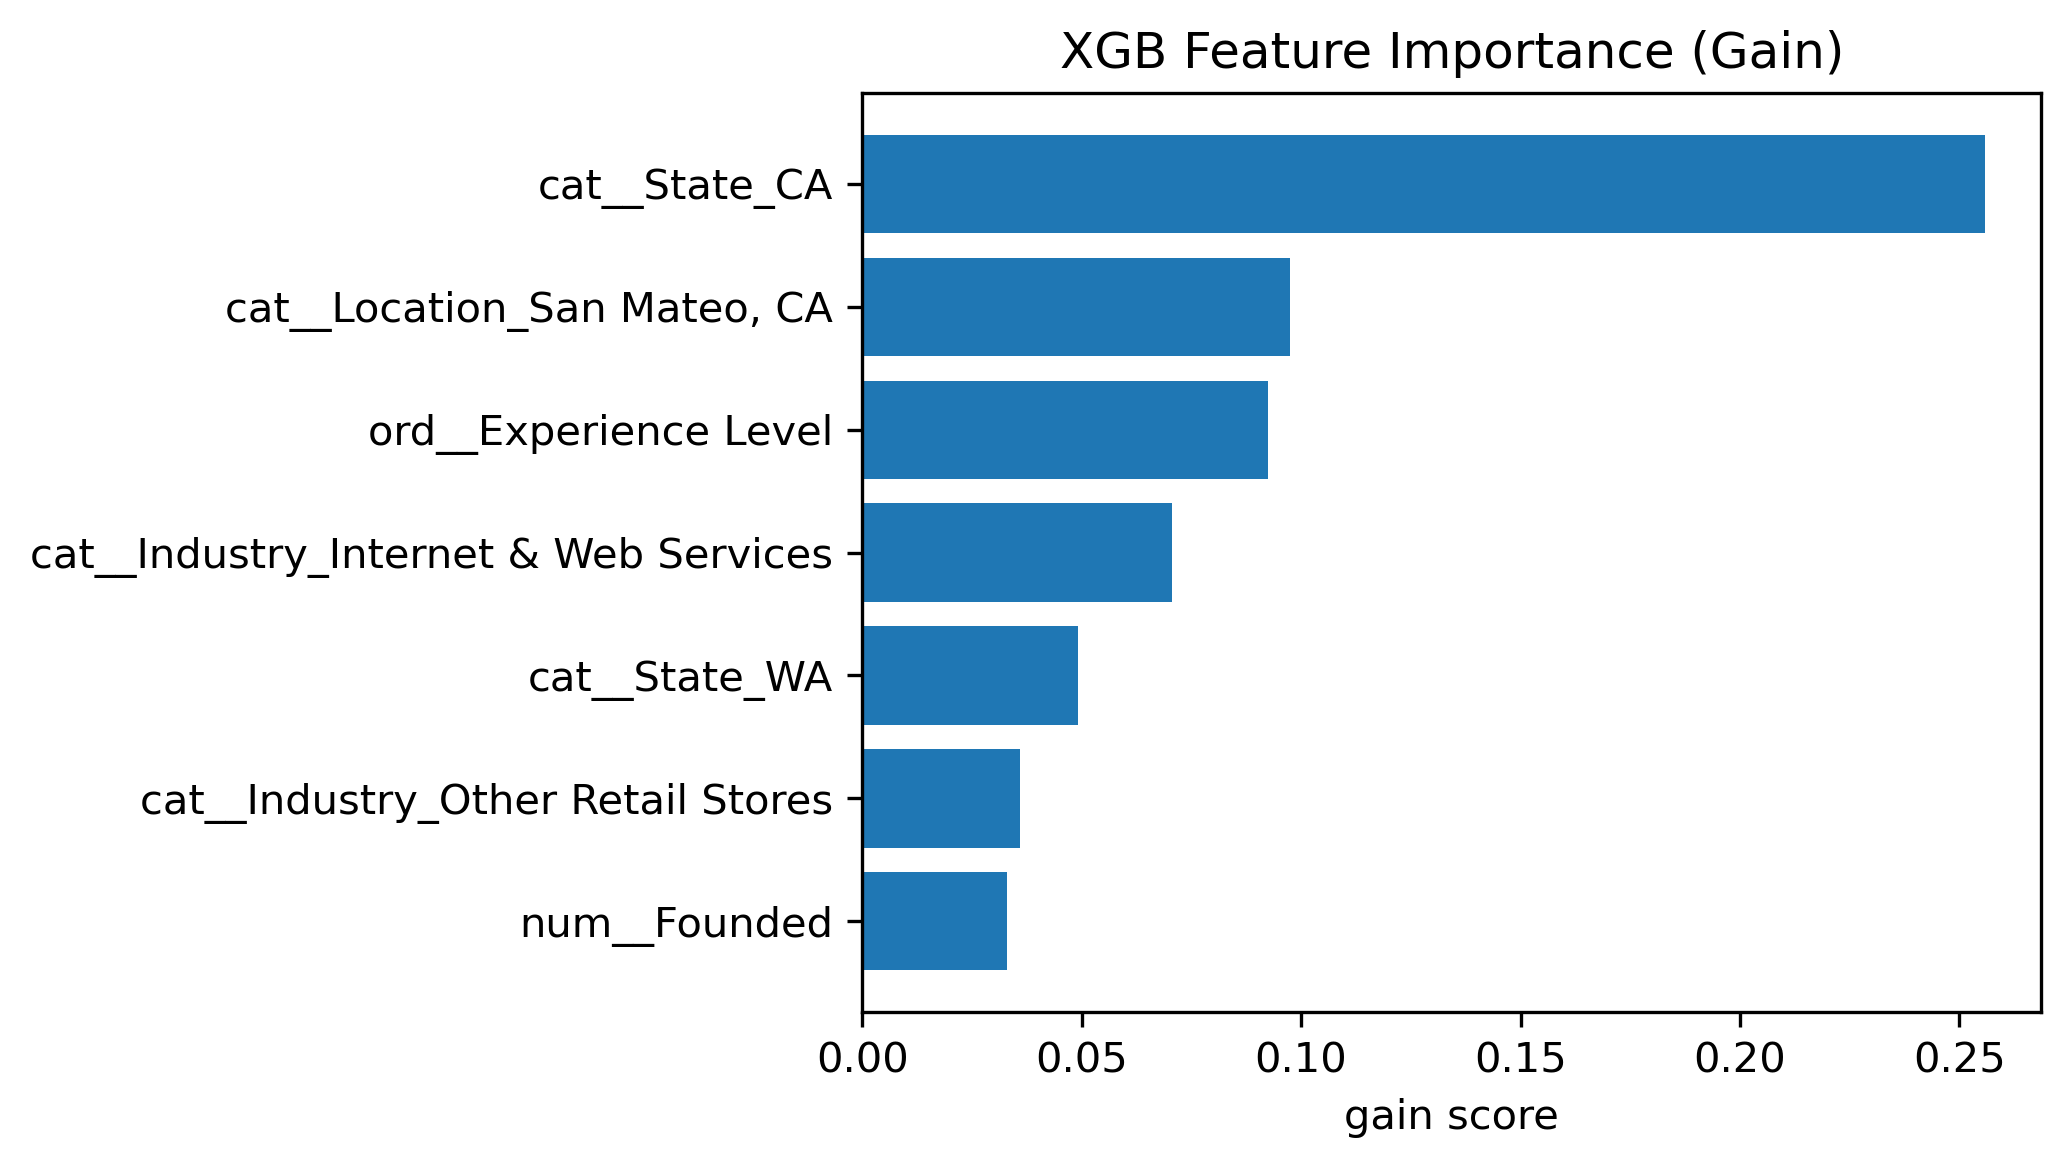 XGB Feature Importance (Gain)
cat__State_CA
cat__Location_San Mateo, CA
ord__Experience Level
cat__Industry_Internet & Web Services
cat__State_WA
cat__Industry_Other Retail Stores
num__Founded
0.00 0.05 0.10 0.15 0.20 0.25
gain score